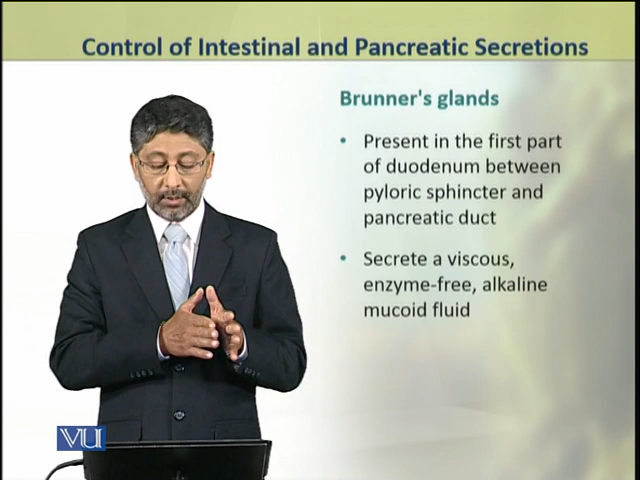 Control of Intestinal and Pancreatic Secretions
Brunner's glands
• Present in the first part
of duodenum between
pyloric sphincter and
pancreatic duct
• Secrete a viscous,
enzyme-free, alkaline
mucoid fluid
VU